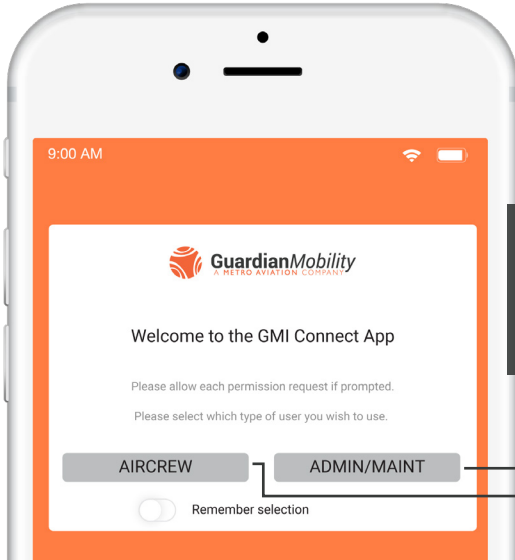 9:00 AM
GuardianMobility
A METRO AVIATION COMPANY
Welcome to the GMI Connect App
Please allow each permission request if prompted.
Please select which type of user you wish to use.
AIRCREW ADMIN/MAINT
Remember selection